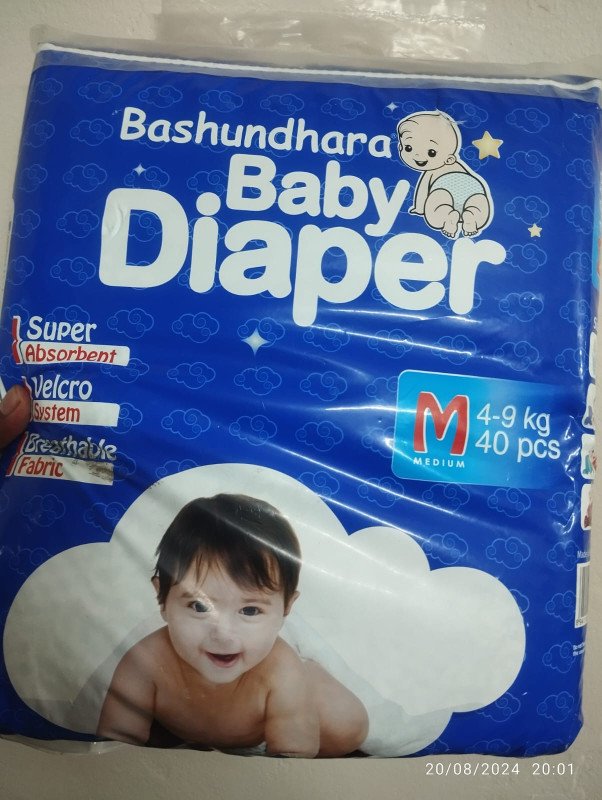 Bashundhara
Baby
Diaper
Super
Absorbent
Velcro
System
Breathable
Fabric
M
MEDIUM
4-9 kg
40 pcs
20/08/2024 20:01